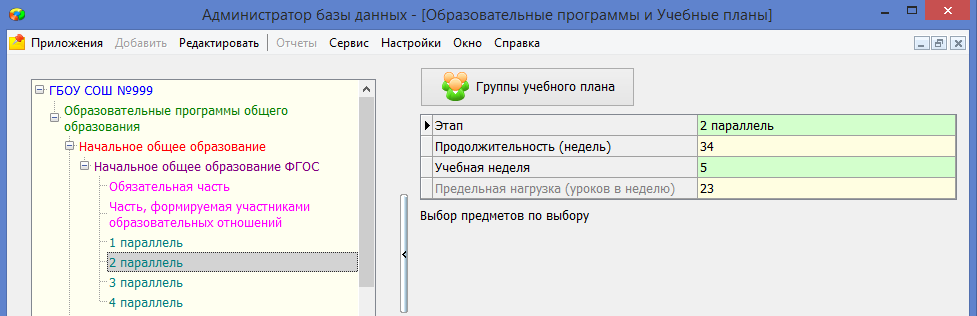 Администратор базы данных - [Образовательные программы и Учебные планы]
Приложения Добавить Редактировать Отчеты Сервис Настройки Окно Справка
ГБОУ СОШ №999
Образовательные программы общего
образования
Начальное общее образование
Начальное общее образование ФГОС
Обязательная часть
Часть, формируемая участниками
образовательных отношений
1 параллель
2 параллель
3 параллель
4 параллель
Группы учебного плана
Этап 2 параллель
Продолжительность (недель) 34
Учебная неделя 5
Предельная нагрузка (уроков в неделю) 23
Выбор предметов по выбору